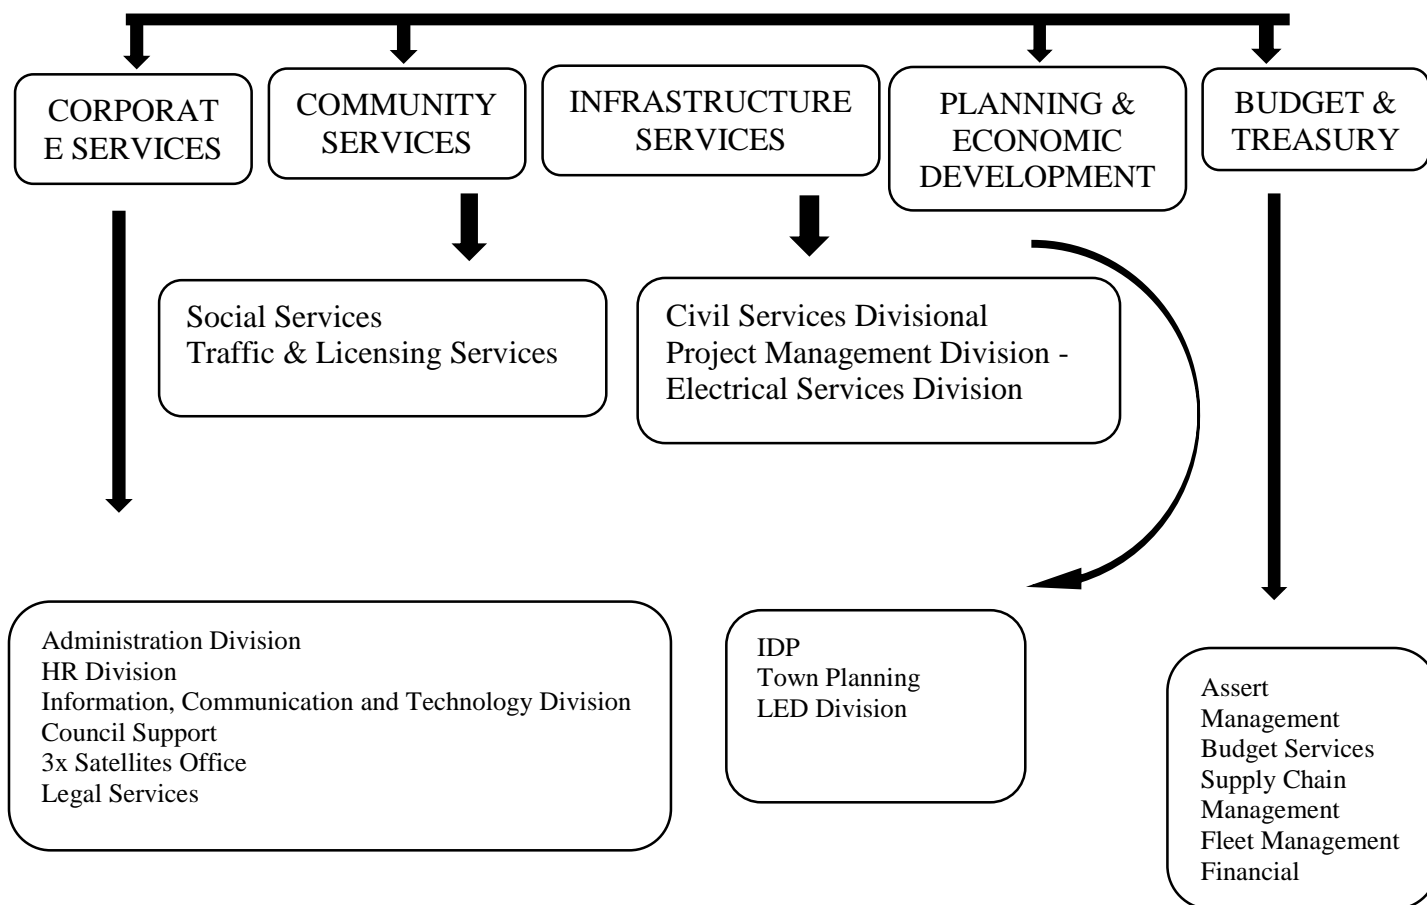 CORPORAT
E SERVICES
COMMUNITY
SERVICES
INFRASTRUCTURE
SERVICES
PLANNING &
ECONOMIC
DEVELOPMENT
BUDGET &
TREASURY
Social Services
Traffic & Licensing Services
Civil Services Divisional
Project Management Division -
Electrical Services Division
Administration Division
HR Division
Information, Communication and Technology Division
Council Support
3x Satellites Office
Legal Services
IDP
Town Planning
LED Division
Assert
Management
Budget Services
Supply Chain
Management
Fleet Management
Financial